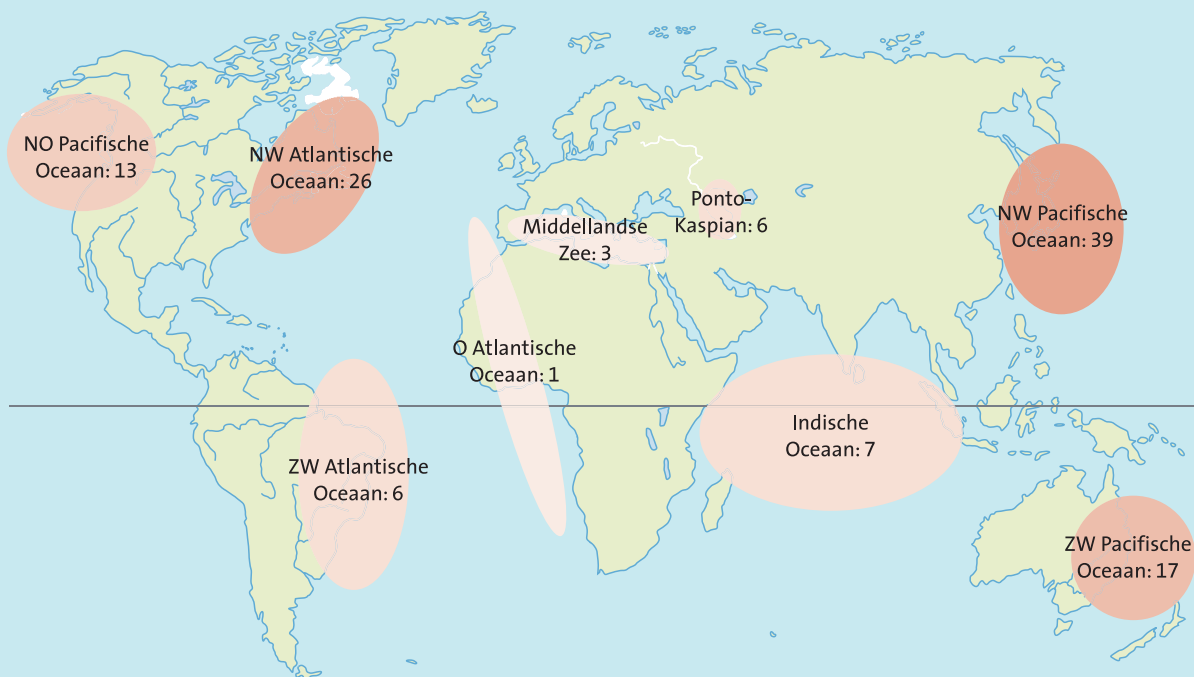 NO Pacifische
Oceaan: 13
NW Atlantische
Oceaan: 26
Ponto-
Kaspian: 6
NW Pacifische
Oceaan: 39
Middellandse
Zee: 3
O Atlantische
Oceaan: 1
Indische
Oceaan: 7
ZW Atlantische
Oceaan: 6
ZW Pacifische
Oceaan: 17